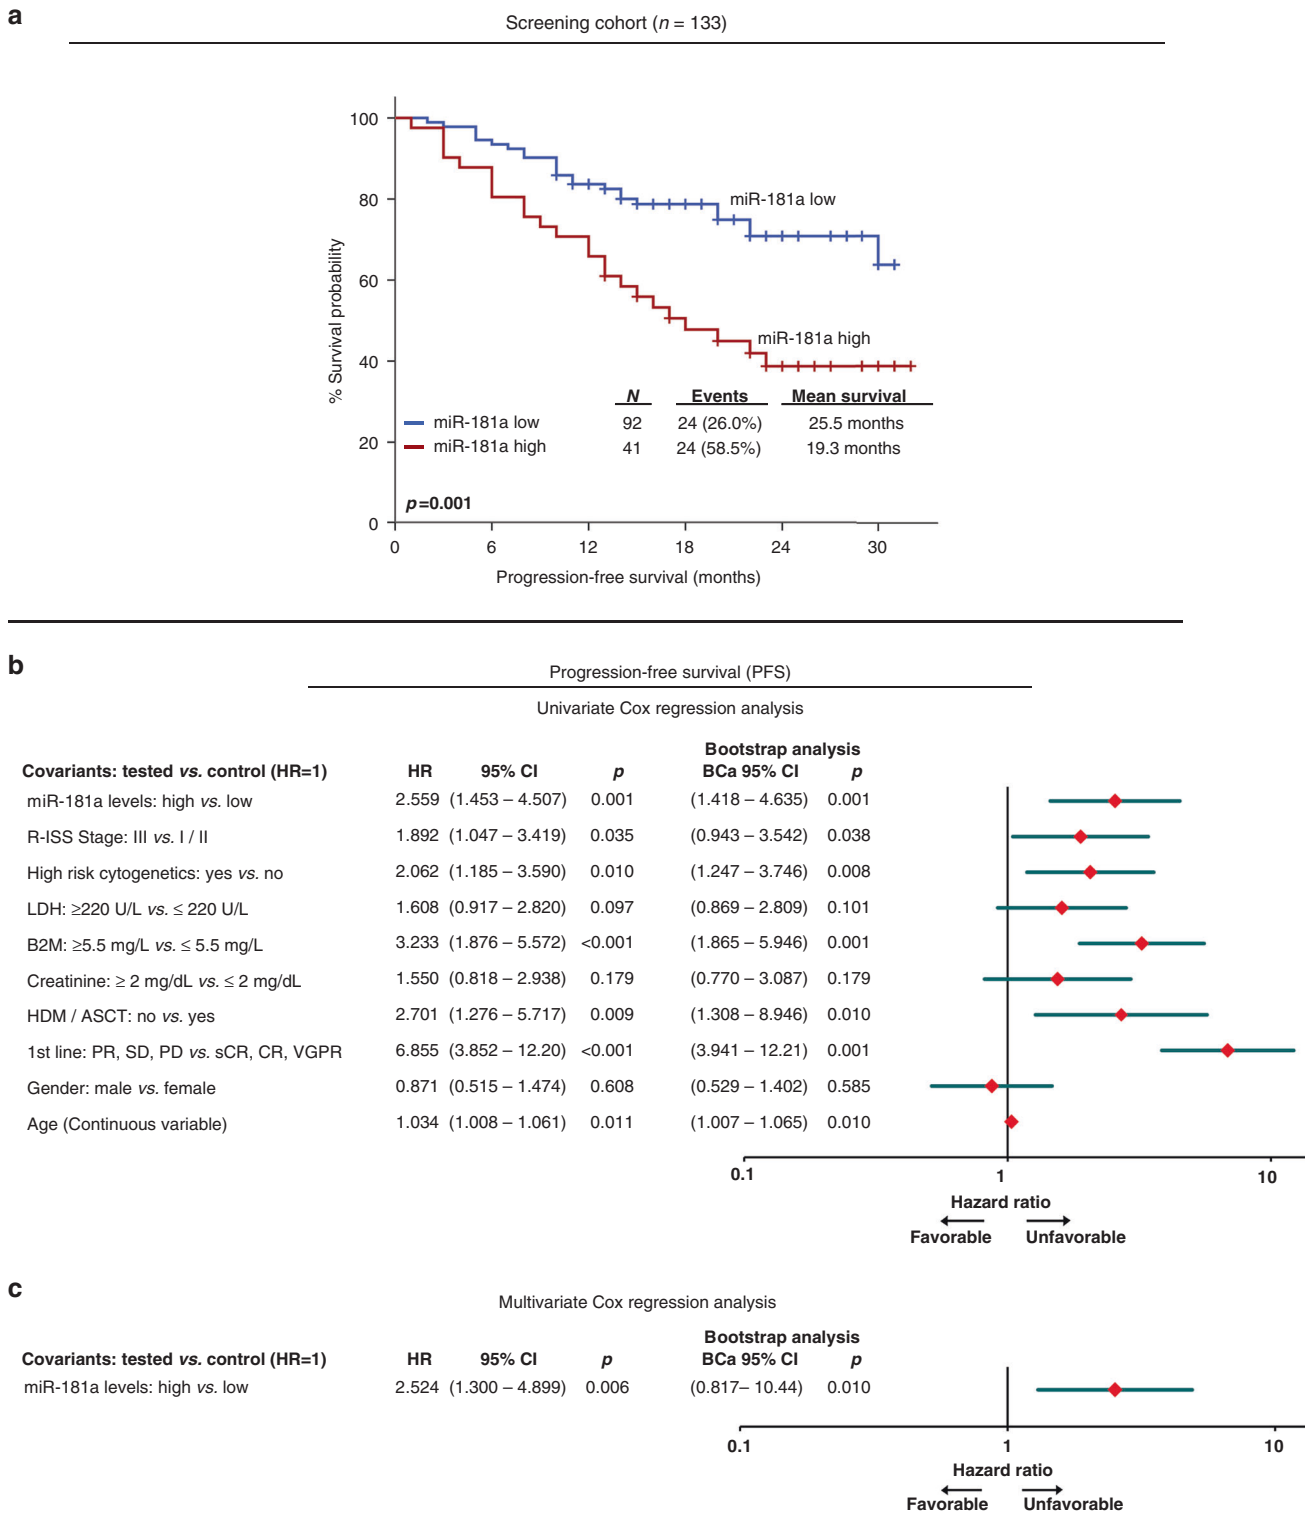 a
Screening cohort (n = 133)
100
80
60
40
20
0
% Survival probability
miR-181a low
miR-181a high
N Events Mean survival
miR-181a low 92 24 (26.0%) 25.5 months
miR-181a high 41 24 (58.5%) 19.3 months
p=0.001
0 6 12 18 24 30
Progression-free survival (months)
b
Progression-free survival (PFS)
Univariate Cox regression analysis
Bootstrap analysis
Covariants: tested vs. control (HR=1) HR 95% CI p BCa 95% CI p
miR-181a levels: high vs. low 2.559 (1.453 – 4.507) 0.001 (1.418 – 4.635) 0.001
R-ISS Stage: III vs. I / II 1.892 (1.047 – 3.419) 0.035 (0.943 – 3.542) 0.038
High risk cytogenetics: yes vs. no 2.062 (1.185 – 3.590) 0.010 (1.247 – 3.746) 0.008
LDH: ≥220 U/L vs. ≤ 220 U/L 1.608 (0.917 – 2.820) 0.097 (0.869 – 2.809) 0.101
B2M: ≥5.5 mg/L vs. ≤ 5.5 mg/L 3.233 (1.876 – 5.572) <0.001 (1.865 – 5.946) 0.001
Creatinine: ≥ 2 mg/dL vs. ≤ 2 mg/dL 1.550 (0.818 – 2.938) 0.179 (0.770 – 3.087) 0.179
HDM / ASCT: no vs. yes 2.701 (1.276 – 5.717) 0.009 (1.308 – 8.946) 0.010
1st line: PR, SD, PD vs. sCR, CR, VGPR 6.855 (3.852 – 12.20) <0.001 (3.941 – 12.21) 0.001
Gender: male vs. female 0.871 (0.515 – 1.474) 0.608 (0.529 – 1.402) 0.585
Age (Continuous variable) 1.034 (1.008 – 1.061) 0.011 (1.007 – 1.065) 0.010
0.1 1 10
Hazard ratio
Favorable Unfavorable
c
Multivariate Cox regression analysis
Bootstrap analysis
Covariants: tested vs. control (HR=1) HR 95% CI p BCa 95% CI p
miR-181a levels: high vs. low 2.524 (1.300 – 4.899) 0.006 (0.817– 10.44) 0.010
0.1 1 10
Hazard ratio
Favorable Unfavorable